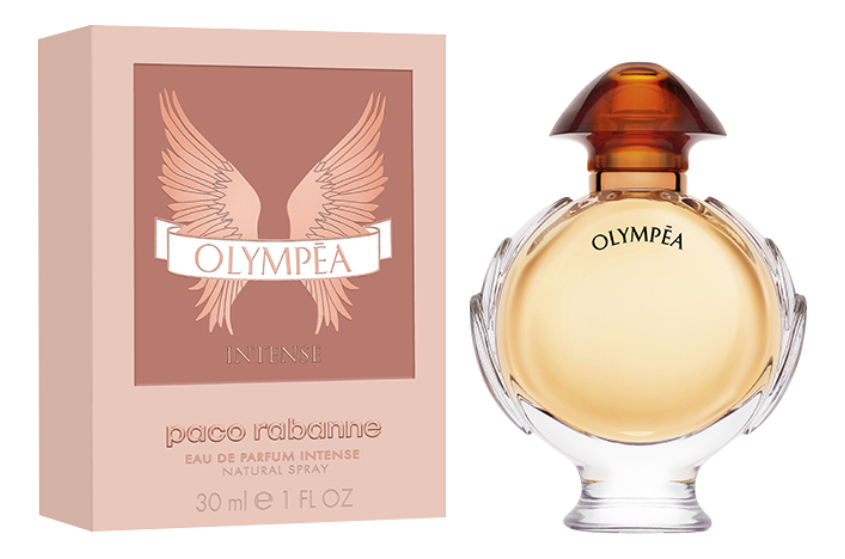 OLYMPĒA
INTENSE
paco rabanne
EAU DE PARFUM INTENSE
NATURAL SPRAY
30 ml e 1 FL OZ
OLYMPĒA